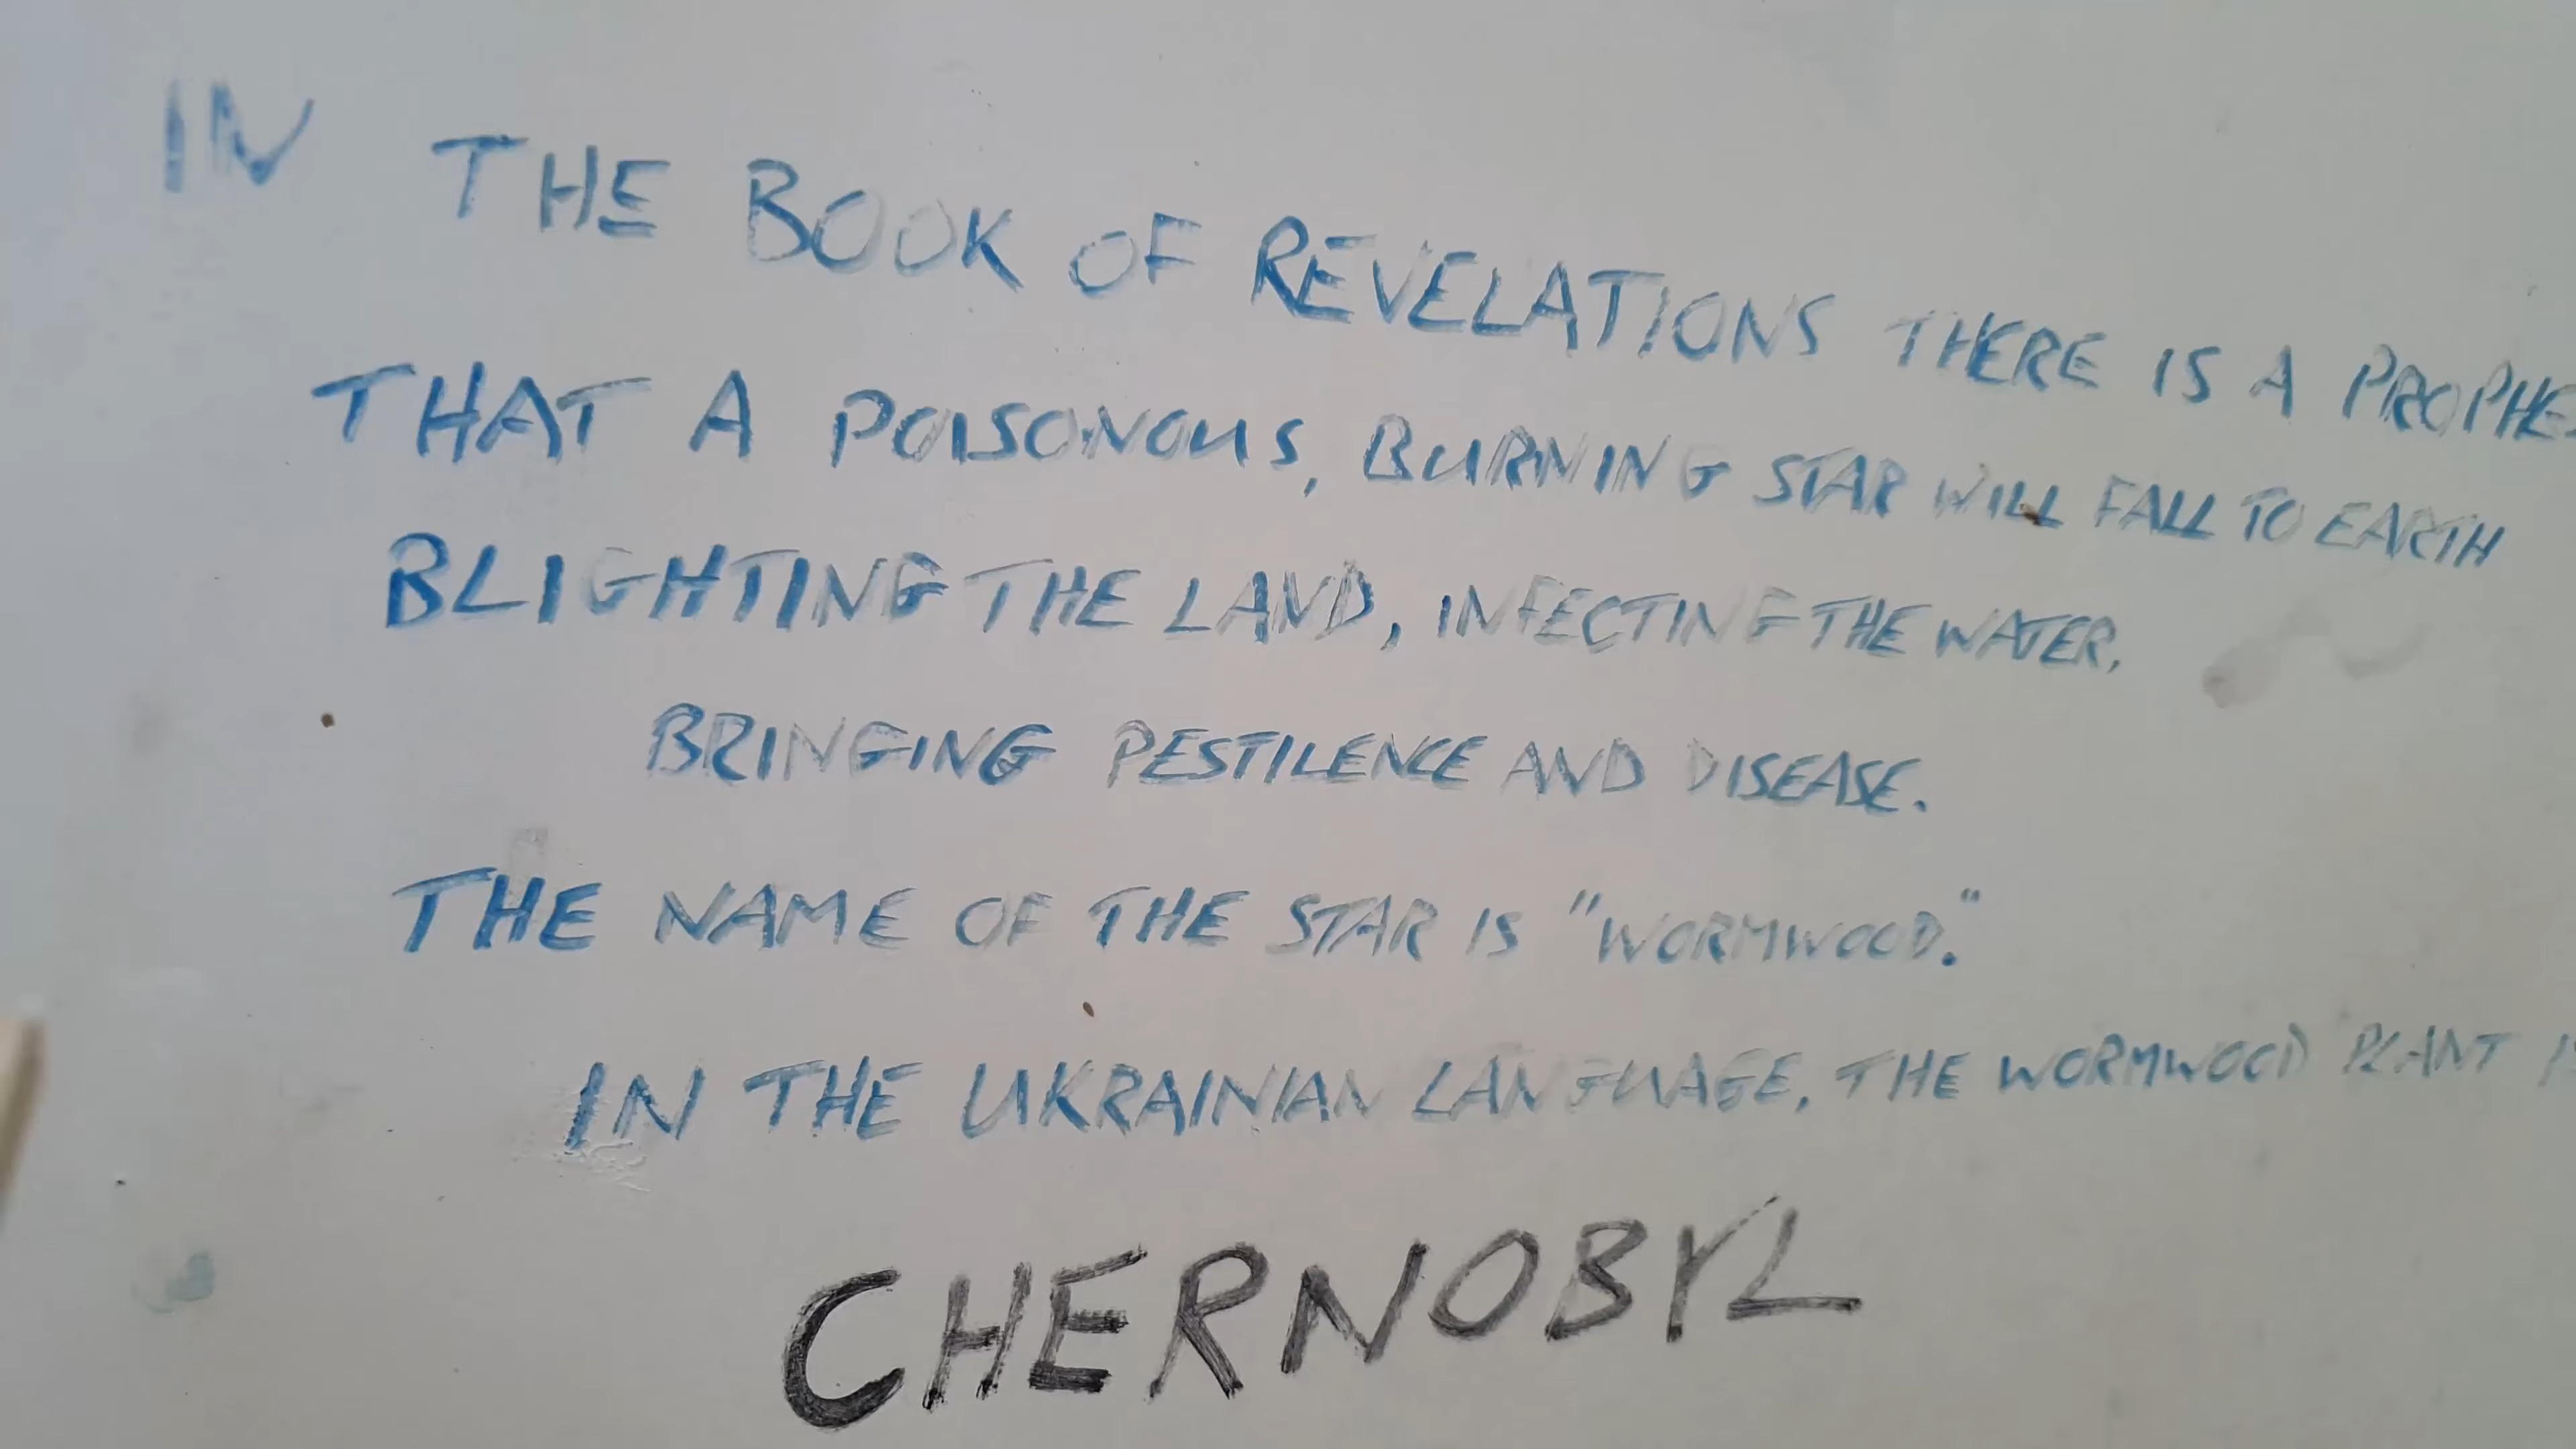 IN THE BOOK OF REVELATIONS THERE IS A PROPHE
THAT A POISONOUS, BURNING STAR WILL FALL TO EARTH
BLIGHTING THE LAND, INFECTING THE WATER,
BRINGING PESTILENCE AND DISEASE.
THE NAME OF THE STAR IS "WORMWOOD."
IN THE UKRAINIAN LANGUAGE, THE WORMWOOD PLANT
CHERNOBYL